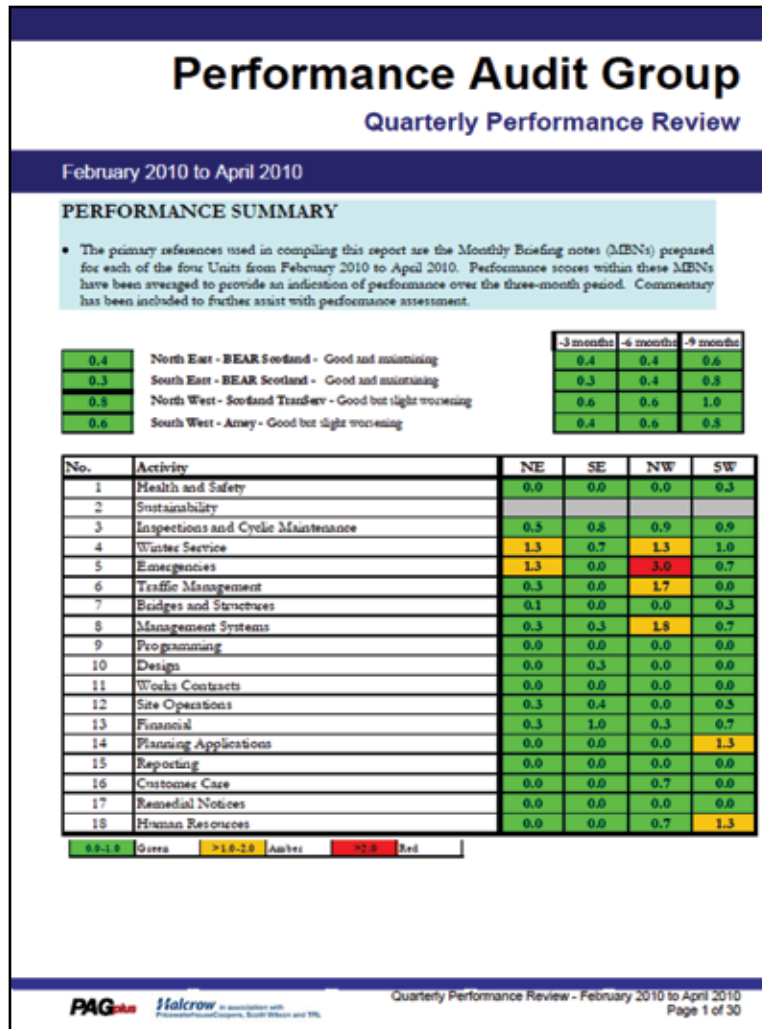 Performance Audit Group
Quarterly Performance Review
February 2010 to April 2010
PERFORMANCE SUMMARY
• The primary references used in compiling this report are the Monthly Briefing notes (MBNs) prepared
for each of the four Units from February 2010 to April 2010. Performance scores within these MBNs
have been averaged to provide an indication of performance over the three-month period. Commentary
has been included to further assist with performance assessment.
-3 months -6 months -9 months
0.4 North East - BEAR Scotland - Good and maintaining 0.4 0.4 0.6
0.3 South East - BEAR Scotland - Good and maintaining 0.3 0.4 0.8
0.8 North West - Scotland TranServ - Good but slight worsening 0.6 0.6 1.0
0.6 South West - Amey - Good but slight worsening 0.4 0.6 0.8
No. Activity NE SE NW SW
1 Health and Safety 0.0 0.0 0.0 0.3
2 Sustainability
3 Inspections and Cyclic Maintenance 0.5 0.8 0.9 0.9
4 Winter Service 1.3 0.7 1.3 1.0
5 Emergencies 1.3 0.0 3.0 0.7
6 Traffic Management 0.3 0.0 1.7 0.0
7 Bridges and Structures 0.1 0.0 0.0 0.3
8 Management Systems 0.3 0.3 1.8 0.7
9 Programming 0.0 0.0 0.0 0.0
10 Design 0.0 0.3 0.0 0.0
11 Works Contracts 0.0 0.0 0.0 0.0
12 Site Operations 0.3 0.4 0.0 0.5
13 Financial 0.3 1.0 0.3 0.7
14 Planning Applications 0.0 0.0 0.0 1.3
15 Reporting 0.0 0.0 0.0 0.0
16 Customer Care 0.0 0.0 0.7 0.0
17 Remedial Notices 0.0 0.0 0.0 0.0
18 Human Resources 0.0 0.0 0.7 1.3
0.0-1.0 Green >1.0-2.0 Amber >2.0 Red
PAGplus Halcrow in association with
PricewaterhouseCoopers, Scott Wilson and TRL
Quarterly Performance Review - February 2010 to April 2010
Page 1 of 30